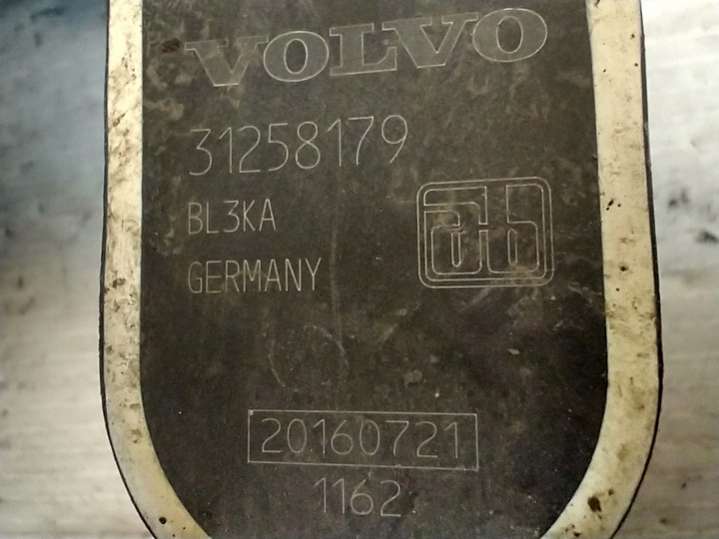 VOLVO
31258179
BL3KA
GERMANY
20160721
1162